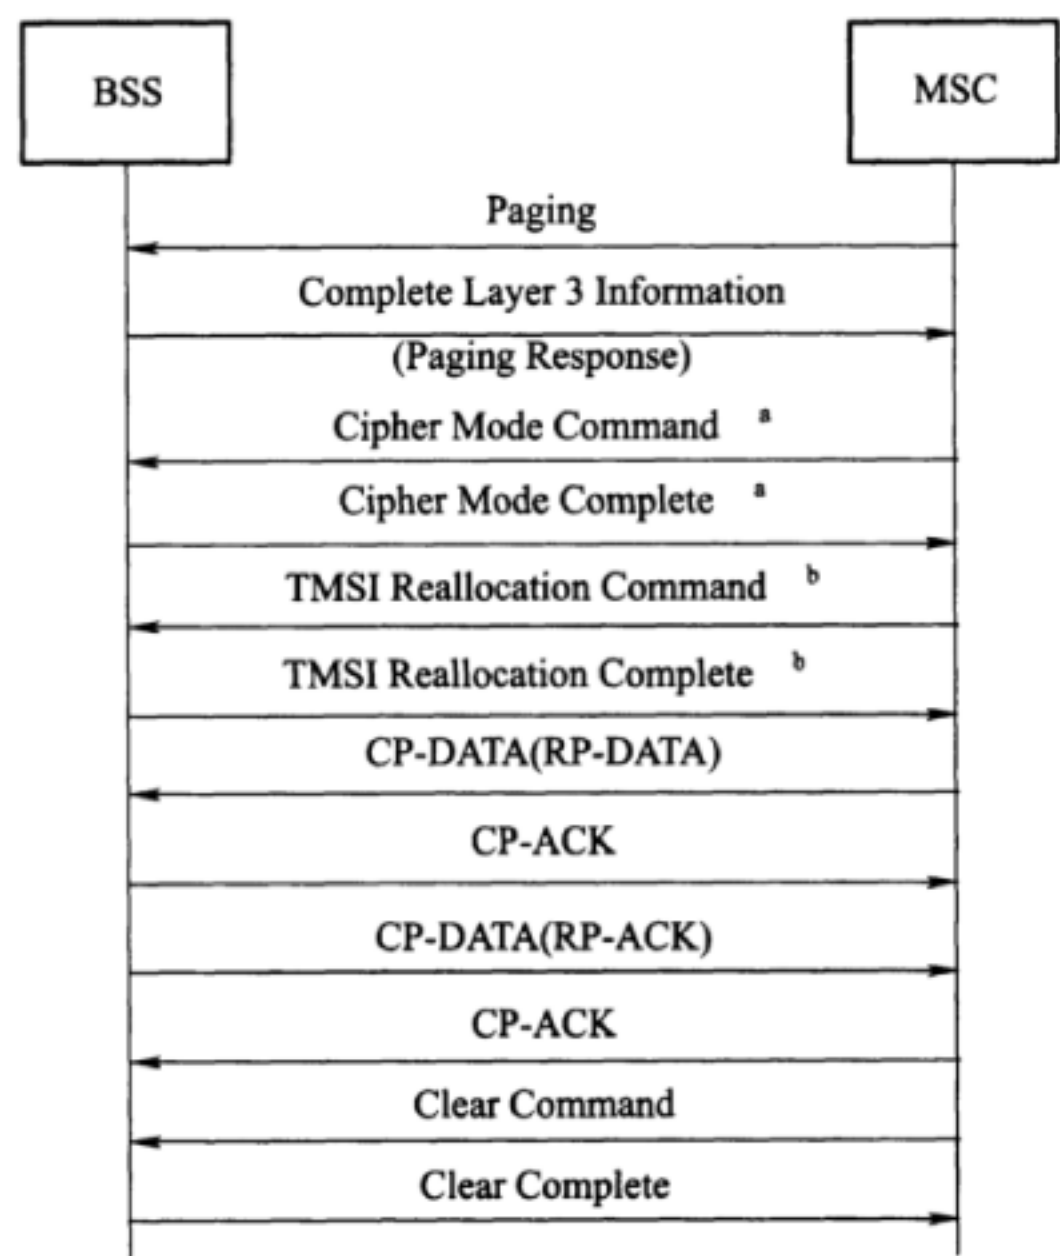 BSS
MSC
Paging
Complete Layer 3 Information
(Paging Response)
Cipher Mode Command a
Cipher Mode Complete a
TMSI Reallocation Command b
TMSI Reallocation Complete b
CP-DATA(RP-DATA)
CP-ACK
CP-DATA(RP-ACK)
CP-ACK
Clear Command
Clear Complete